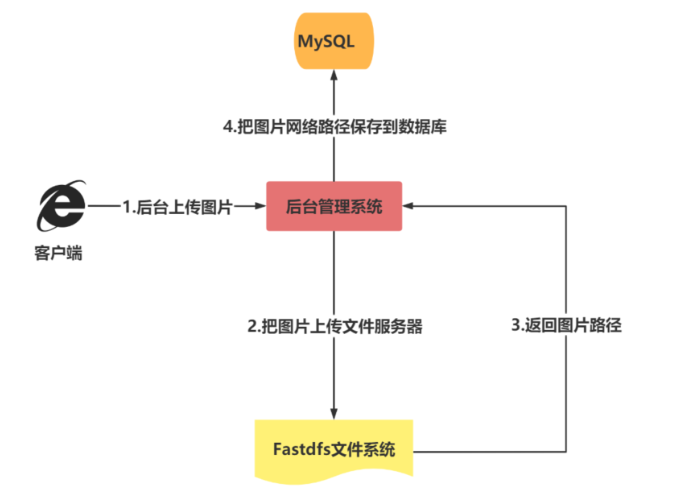 MySQL
4.把图片网络路径保存到数据库
1.后台上传图片
后台管理系统
客户端
2.把图片上传文件服务器
3.返回图片路径
Fastdfs文件系统